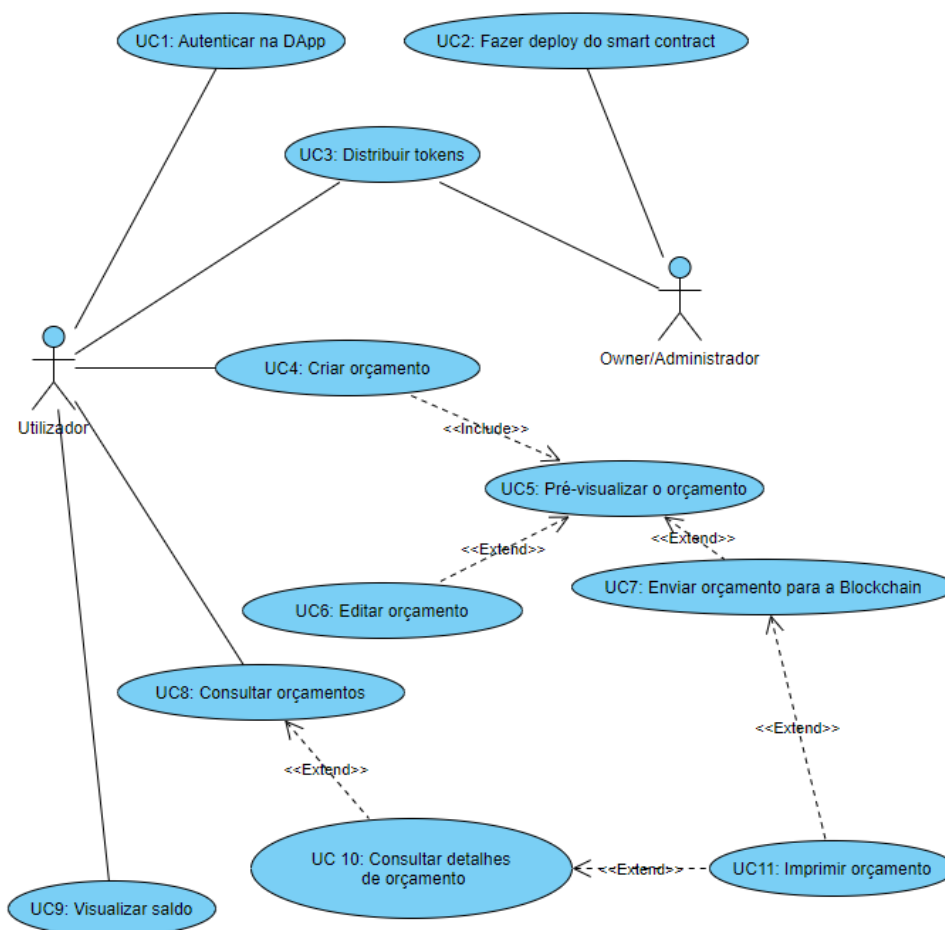 UC1: Autenticar na DApp
UC2: Fazer deploy do smart contract
UC3: Distribuir tokens
Owner/Administrador
UC4: Criar orçamento
Utilizador
<<Include>>
UC5: Pré-visualizar o orçamento
<<Extend>>
<<Extend>>
UC7: Enviar orçamento para a Blockchain
UC6: Editar orçamento
UC8: Consultar orçamentos
<<Extend>>
<<Extend>>
UC 10: Consultar detalhes
de orçamento
<<Extend>>
UC11: Imprimir orçamento
UC9: Visualizar saldo